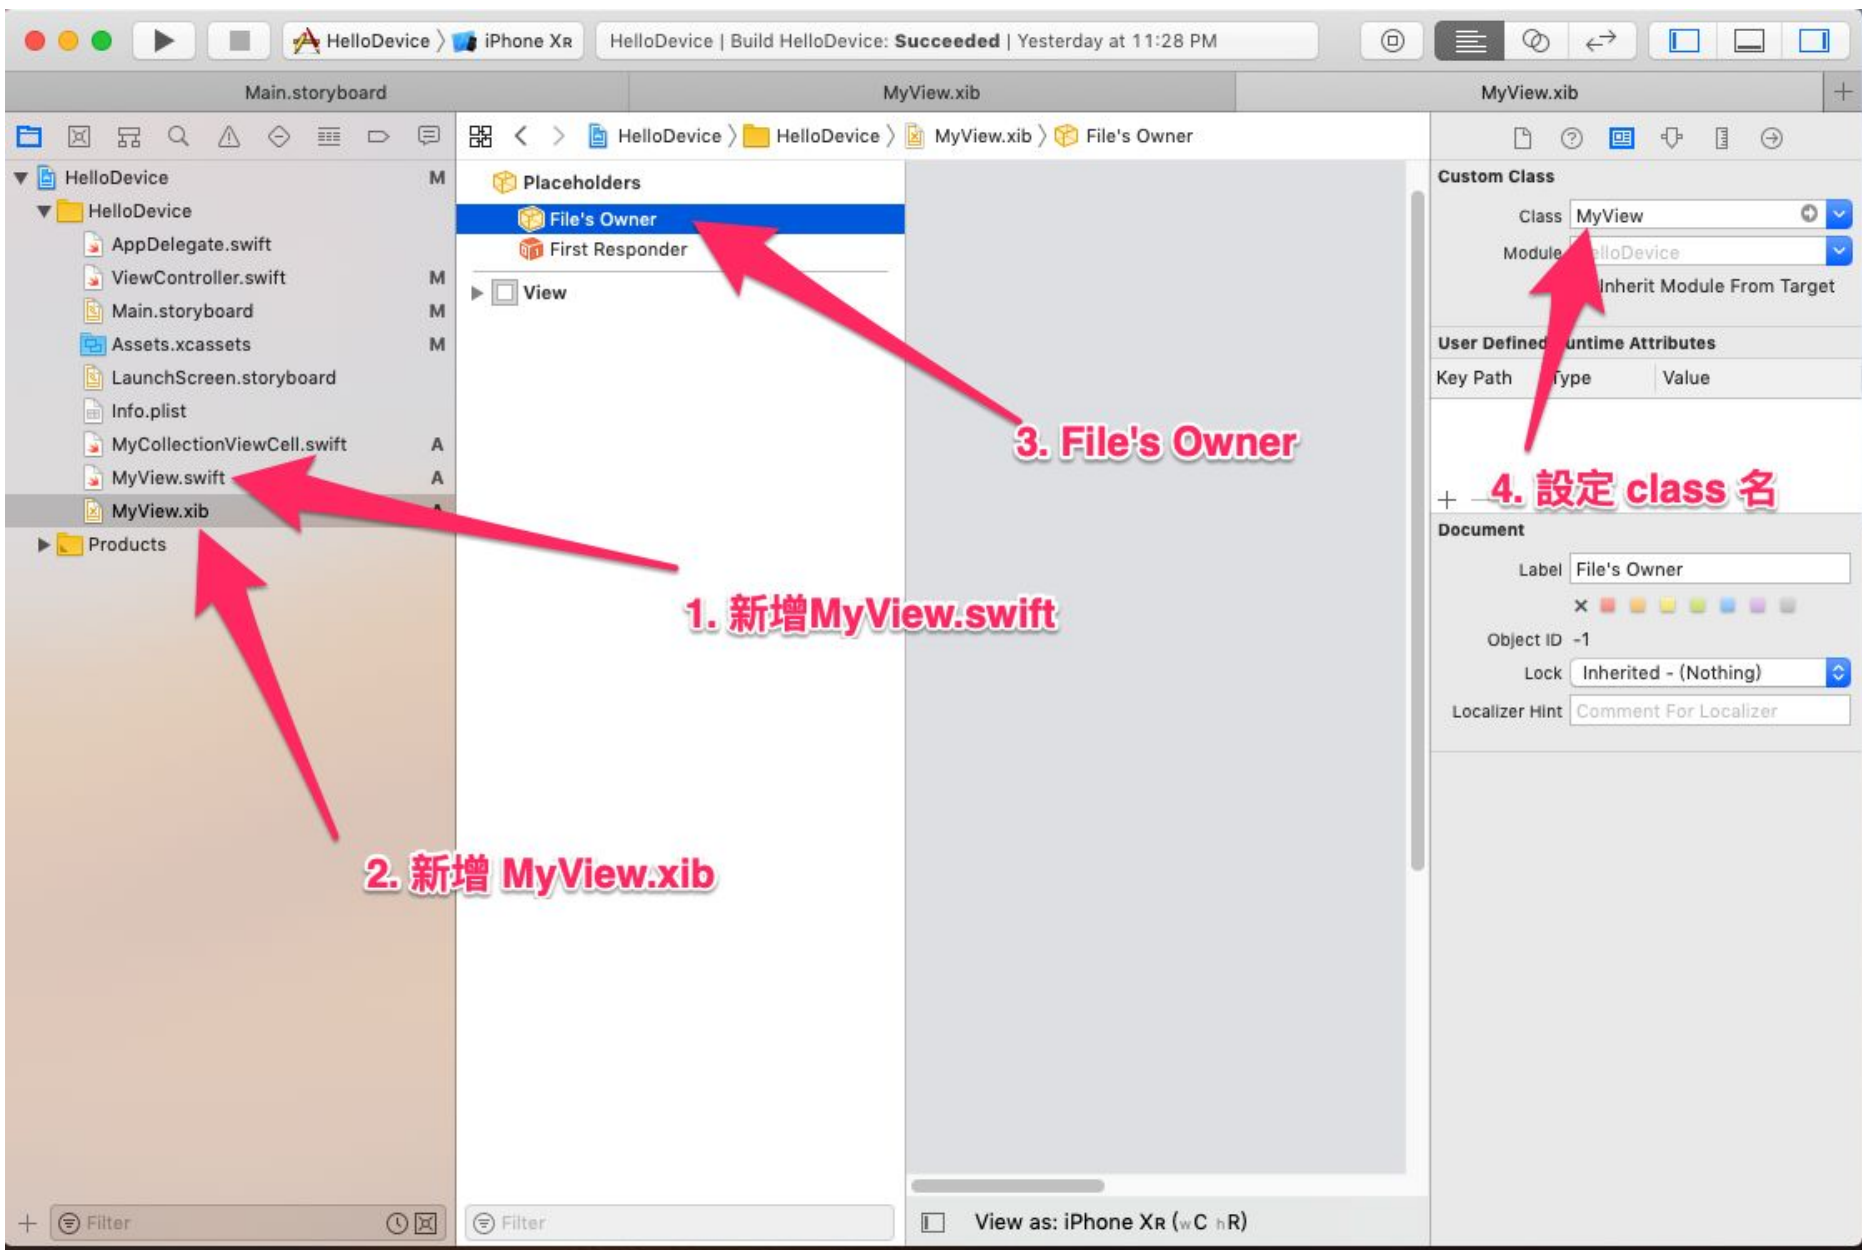 HelloDevice 〉 iPhone XR
HelloDevice | Build HelloDevice: Succeeded | Yesterday at 11:28 PM
Main.storyboard
MyView.xib
MyView.xib
HelloDevice 〉 HelloDevice 〉 MyView.xib 〉 File's Owner
HelloDevice M
HelloDevice
AppDelegate.swift
ViewController.swift M
Main.storyboard M
Assets.xcassets M
LaunchScreen.storyboard
Info.plist
MyCollectionViewCell.swift A
MyView.swift A
MyView.xib
Products
Placeholders
File's Owner
First Responder
View
Custom Class
Class MyView
Module HelloDevice
Inherit Module From Target
User Defined Runtime Attributes
Key Path Type Value
Document
Label File's Owner
Object ID -1
Lock Inherited - (Nothing)
Localizer Hint Comment For Localizer
3. File's Owner
4. 設定 class 名
1. 新增MyView.swift
2. 新增 MyView.xib
Filter
Filter
View as: iPhone XR (wC hR)